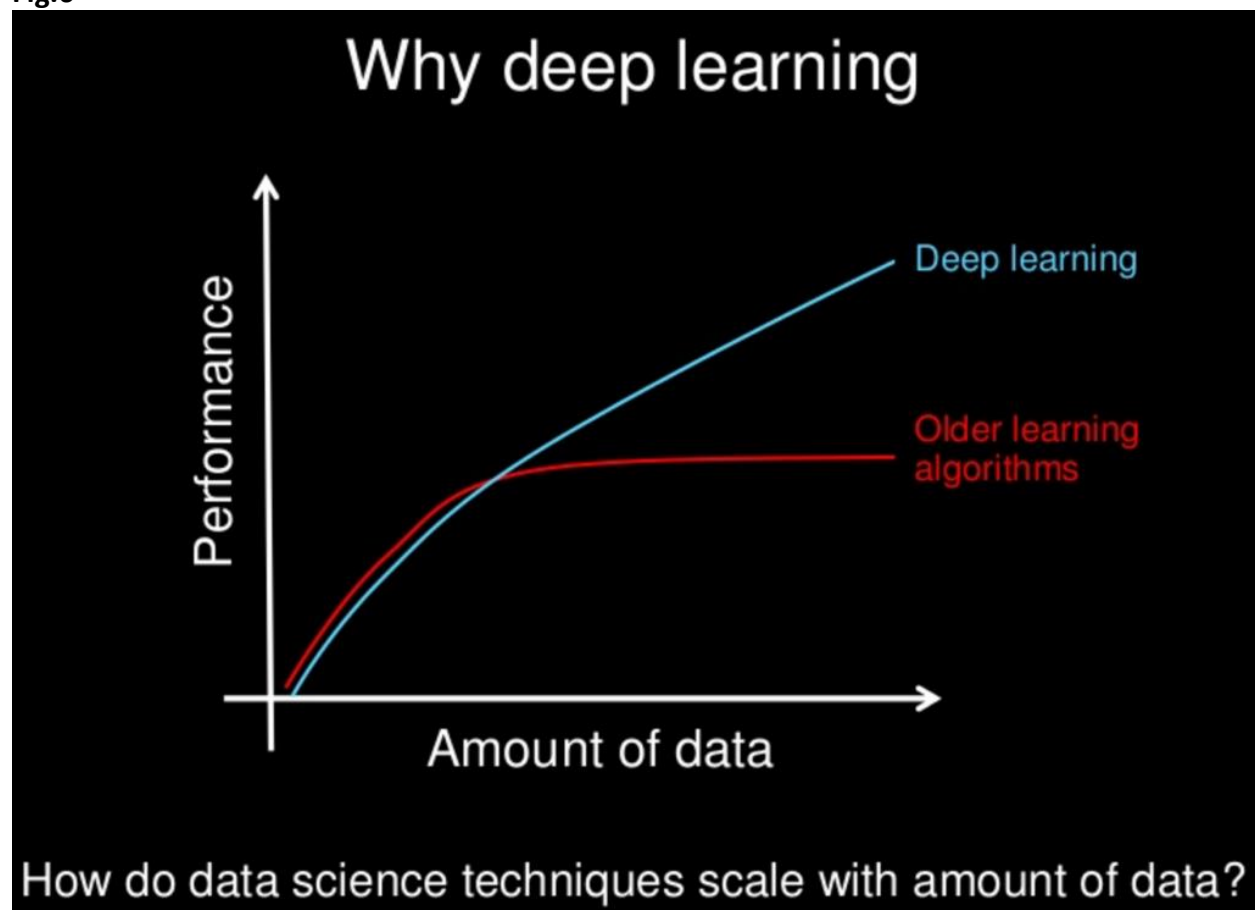 Why deep learning
Performance
Deep learning
Older learning
algorithms
Amount of data
How do data science techniques scale with amount of data?